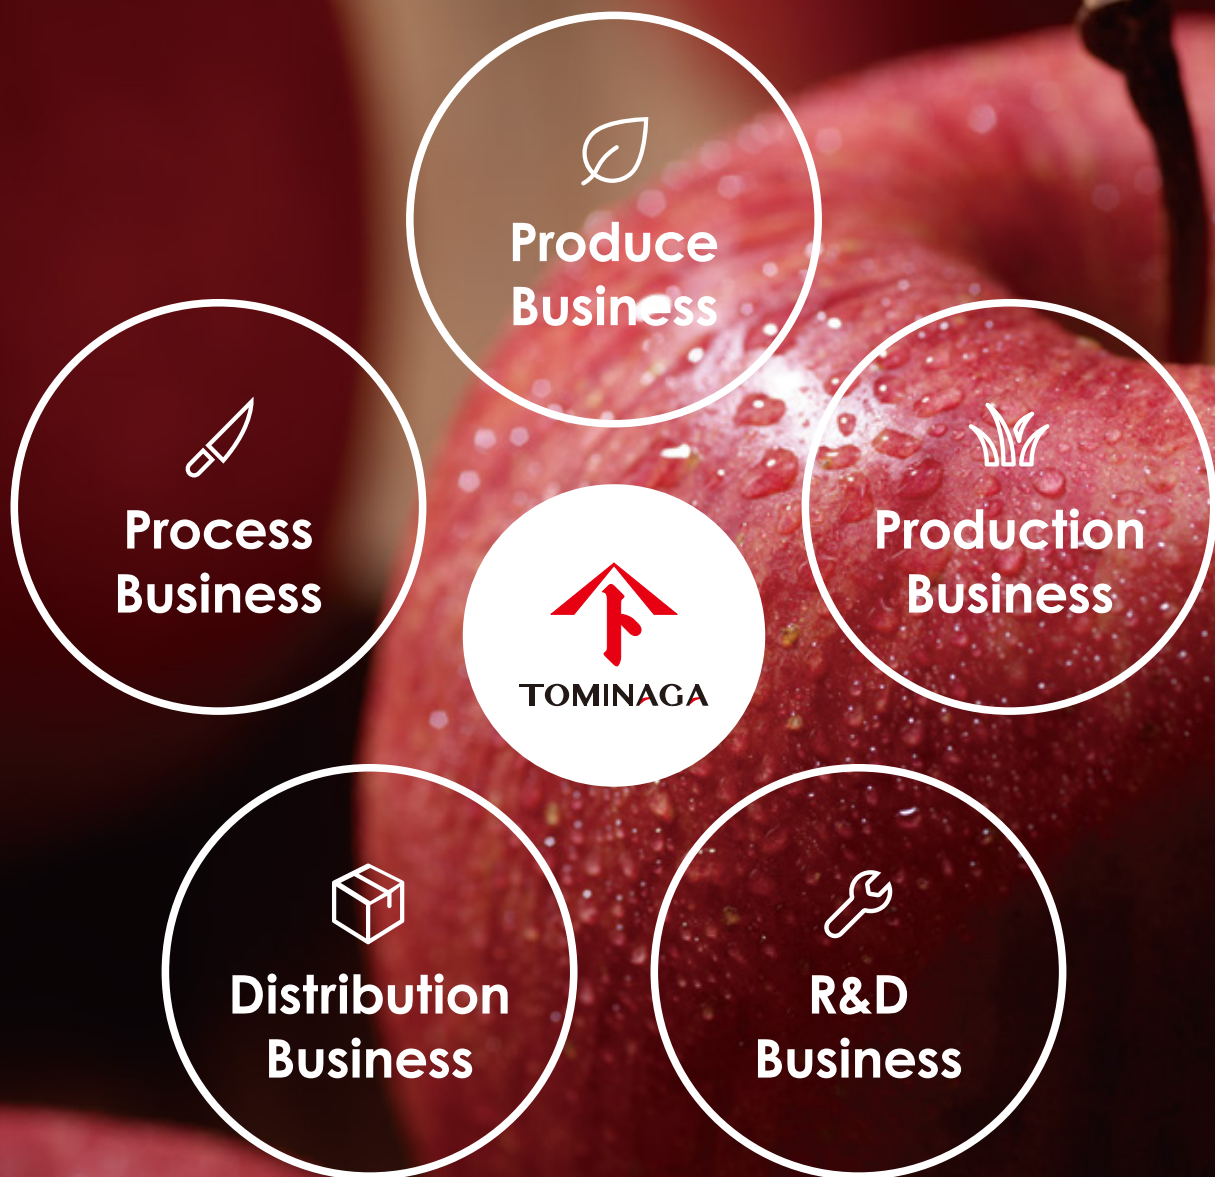 Produce
Business
Process
Business
Production
Business
TOMINAGA
Distribution
Business
R&D
Business